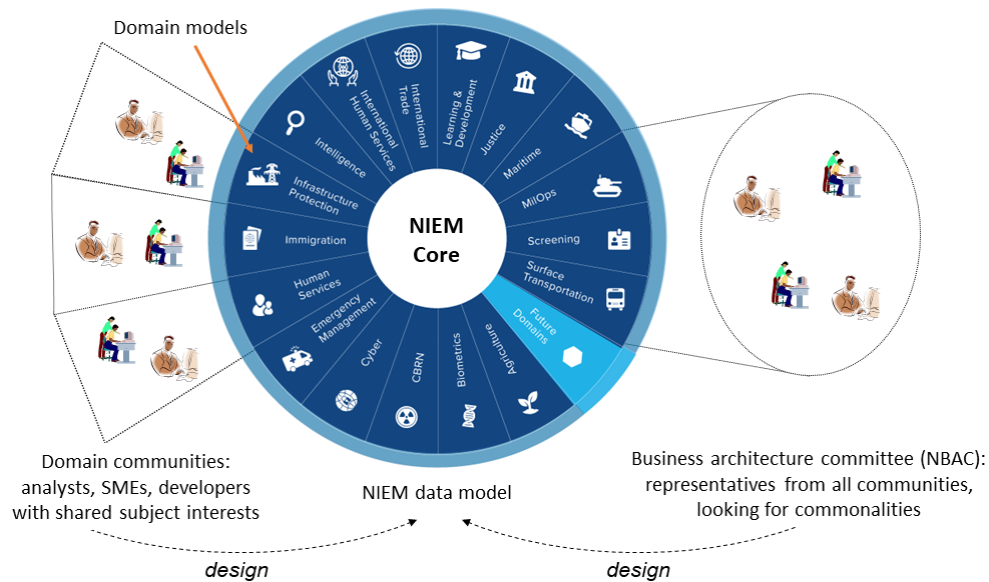 Domain models
International
Human Services
International
Trade
Learning &
Development
Justice
Maritime
MilOps
Screening
Surface
Transportation
Future
Domains
Agriculture
Biometrics
CBRN
Cyber
Emergency
Management
Human
Services
Immigration
Infrastructure
Protection
Intelligence
NIEM
Core
Domain communities:
analysts, SMEs, developers
with shared subject interests
NIEM data model
Business architecture committee (NBAC):
representatives from all communities,
looking for commonalities
design
design